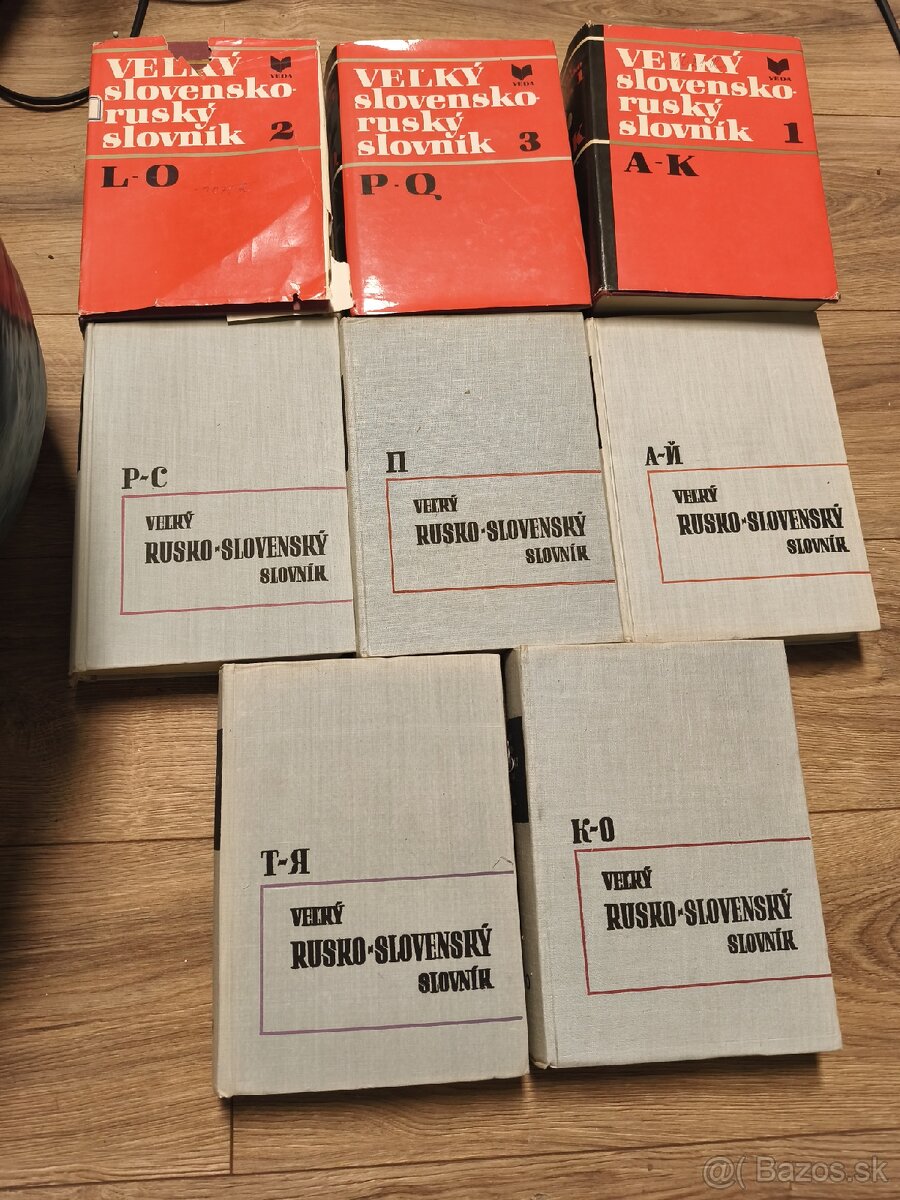 VEĽKÝ
slovensko-
ruský
slovník 2
L-O
VEDA
VEĽKÝ
slovensko-
ruský
slovník 3
P-Q
VEDA
VEĽKÝ
slovensko-
ruský
slovník 1
A-K
VEDA
Р-С
VEĽKÝ
RUSKO-SLOVENSKÝ
SLOVNÍK
П
VEĽKÝ
RUSKO-SLOVENSKÝ
SLOVNÍK
А-Й
VEĽKÝ
RUSKO-SLOVENSKÝ
SLOVNÍK
Т-Я
VEĽKÝ
RUSKO-SLOVENSKÝ
SLOVNÍK
К-О
VEĽKÝ
RUSKO-SLOVENSKÝ
SLOVNÍK
@( Bazos.sk